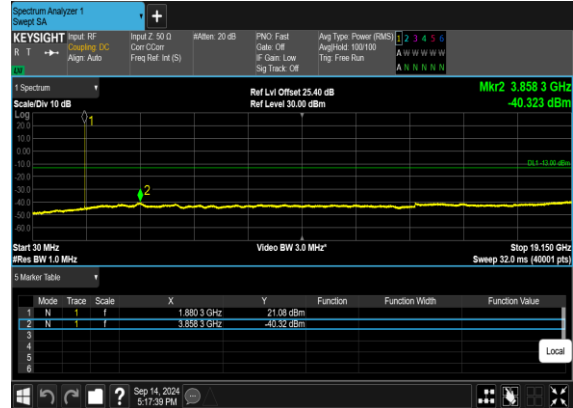 Spectrum Analyzer 1
Swept SA
+
KEYSIGHT Input: RF Input Z: 50 Ω #Atten: 20 dB PNO: Fast Avg Type: Power (RMS) 1 2 3 4 5 6
R T Coupling: DC Corr CCorr Gate: Off Avg|Hold: 100/100 A W W W W W
Align: Auto Freq Ref: Int (S) IF Gain: Low Trig: Free Run
LM Sig Track: Off A N N N N N
1 Spectrum Ref Lvl Offset 25.40 dB Mkr2 3.858 3 GHz
Scale/Div 10 dB Ref Level 30.00 dBm -40.323 dBm
Log
1
20.0
10.0
0.00
-10.0
DL1 -13.00 dBm
-20.0
-30.0
2
-40.0
-50.0
-60.0
Start 30 MHz Video BW 3.0 MHz* Stop 19.150 GHz
#Res BW 1.0 MHz Sweep 32.0 ms (40001 pts)
5 Marker Table
Mode Trace Scale X Y Function Function Width Function Value
1 N 1 f 1.880 3 GHz 21.08 dBm
2 N 1 f 3.858 3 GHz -40.32 dBm
3
4
5
6
Local
? Sep 14, 2024
5:17:39 PM